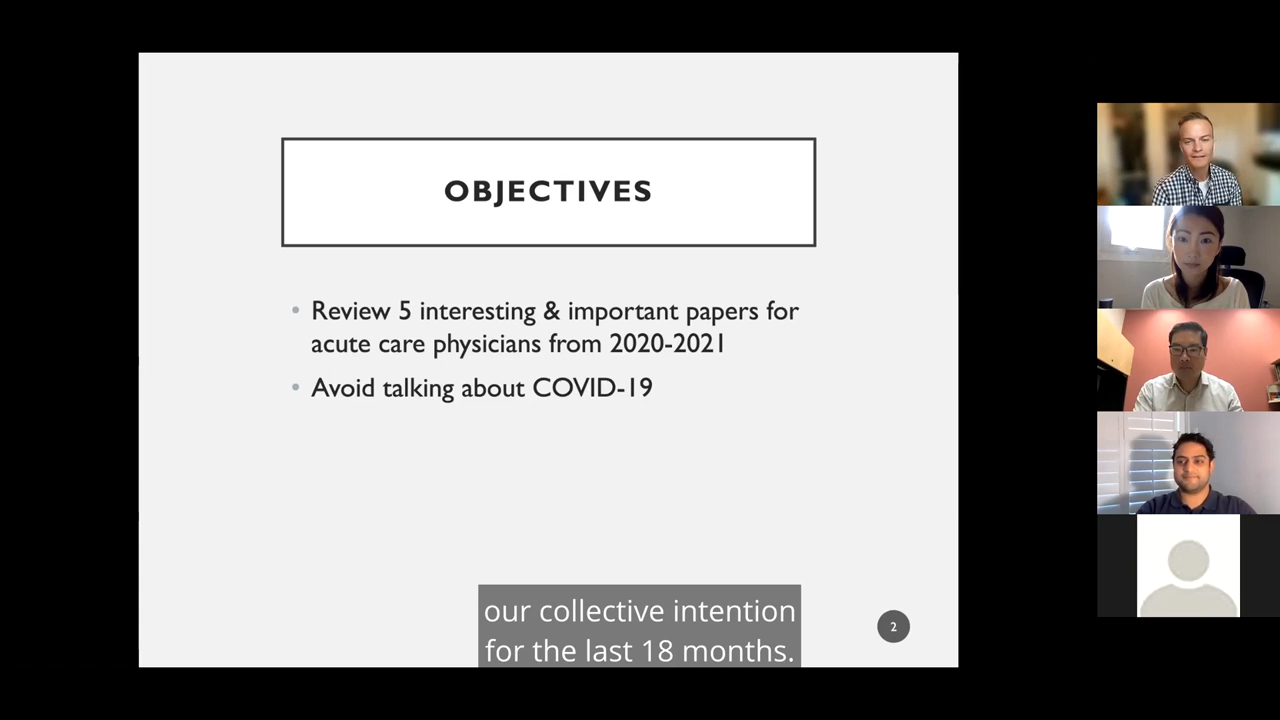 OBJECTIVES
• Review 5 interesting & important papers for
acute care physicians from 2020-2021
• Avoid talking about COVID-19
our collective intention
for the last 18 months.
2